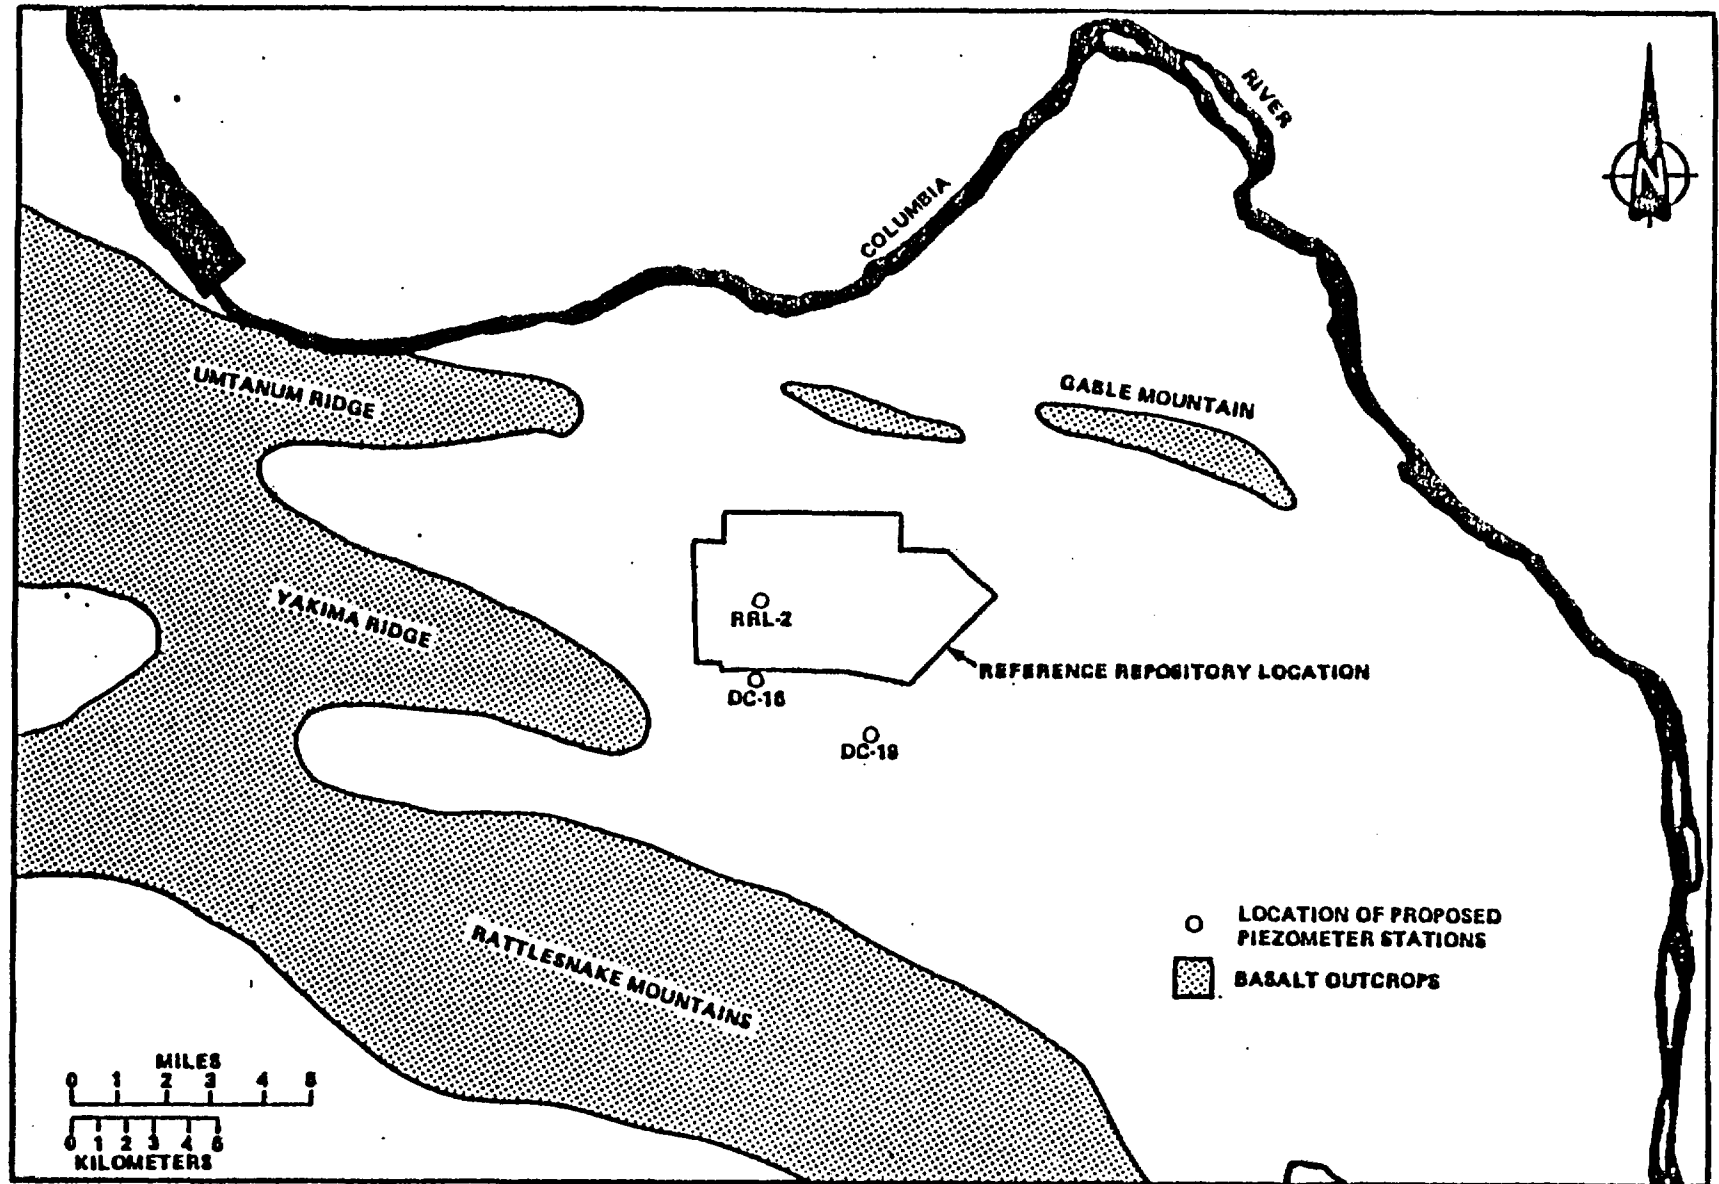 RIVER
COLUMBIA
N
UMTANUM RIDGE
GABLE MOUNTAIN
YAKIMA RIDGE
RRL-2
REFERENCE REPOSITORY LOCATION
DC-16
DC-19
LOCATION OF PROPOSED
PIEZOMETER STATIONS
BASALT OUTCROPS
RATTLESNAKE MOUNTAINS
MILES
0 1 2 3 4 5
0 1 2 3 4 5
KILOMETERS